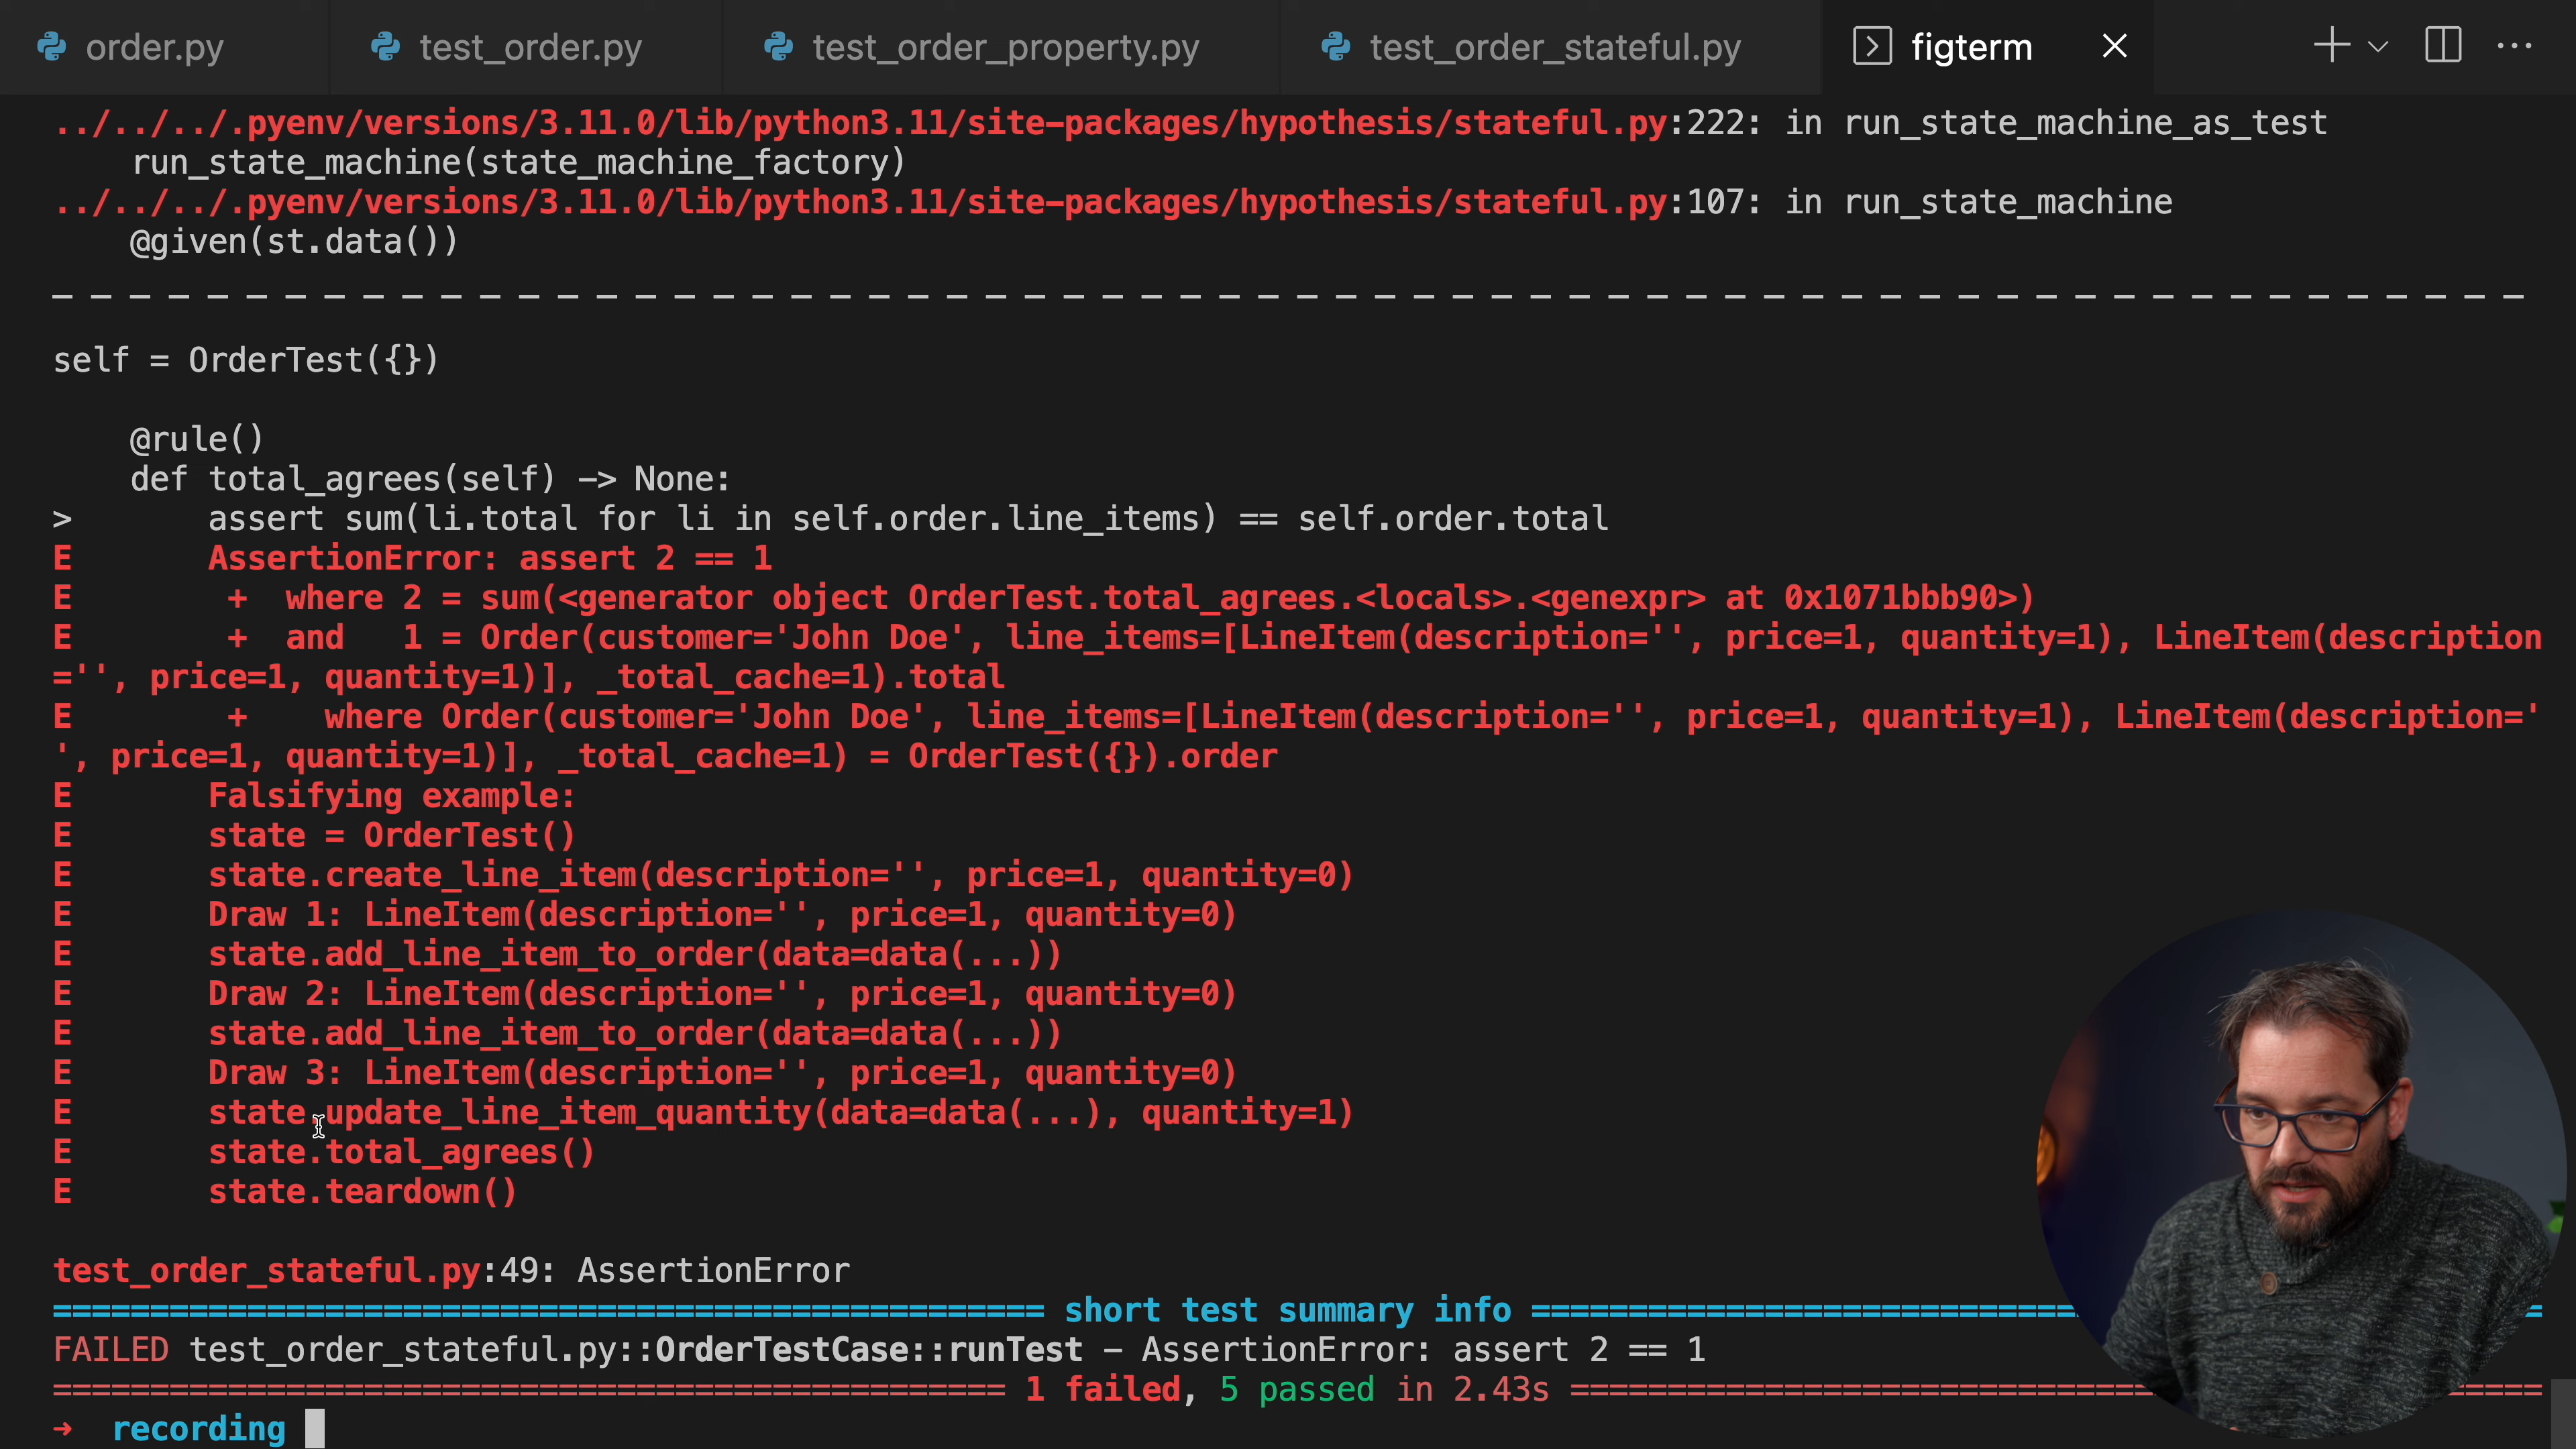 order.py
test_order.py
test_order_property.py
test_order_stateful.py
figterm
../../../.pyenv/versions/3.11.0/lib/python3.11/site-packages/hypothesis/stateful.py:222: in run_state_machine_as_test
run_state_machine(state_machine_factory)
../../../.pyenv/versions/3.11.0/lib/python3.11/site-packages/hypothesis/stateful.py:107: in run_state_machine
@given(st.data())
_ _ _ _ _ _ _ _ _ _ _ _ _ _ _ _ _ _ _ _ _ _ _ _ _ _ _ _ _ _ _ _ _ _ _ _ _ _ _ _ _ _ _ _ _ _ _ _ _ _ _ _ _ _ _ _ _ _ _ _ _ _ _ _
self = OrderTest({})
@rule()
def total_agrees(self) -> None:
> assert sum(li.total for li in self.order.line_items) == self.order.total
E AssertionError: assert 2 == 1
E + where 2 = sum(<generator object OrderTest.total_agrees.<locals>.<genexpr> at 0x1071bbb90>)
E + and 1 = Order(customer='John Doe', line_items=[LineItem(description='', price=1, quantity=1), LineItem(description
='', price=1, quantity=1)], _total_cache=1).total
E + where Order(customer='John Doe', line_items=[LineItem(description='', price=1, quantity=1), LineItem(description='
', price=1, quantity=1)], _total_cache=1) = OrderTest({}).order
E Falsifying example:
E state = OrderTest()
E state.create_line_item(description='', price=1, quantity=0)
E Draw 1: LineItem(description='', price=1, quantity=0)
E state.add_line_item_to_order(data=data(...))
E Draw 2: LineItem(description='', price=1, quantity=0)
E state.add_line_item_to_order(data=data(...))
E Draw 3: LineItem(description='', price=1, quantity=0)
E state.update_line_item_quantity(data=data(...), quantity=1)
E state.total_agrees()
E state.teardown()
test_order_stateful.py:49: AssertionError
=================================================== short test summary info ====================================================
FAILED test_order_stateful.py::OrderTestCase::runTest - AssertionError: assert 2 == 1
================================================= 1 failed, 5 passed in 2.43s ==================================================
➜ recording